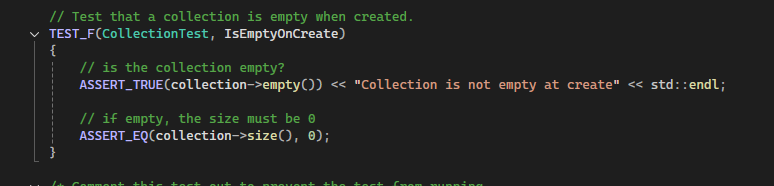 // Test that a collection is empty when created.
TEST_F(CollectionTest, IsEmptyOnCreate)
{
// is the collection empty?
ASSERT_TRUE(collection->empty()) << "Collection is not empty at create" << std::endl;
// if empty, the size must be 0
ASSERT_EQ(collection->size(), 0);
}
/* Comment this test out to prevent the test from running